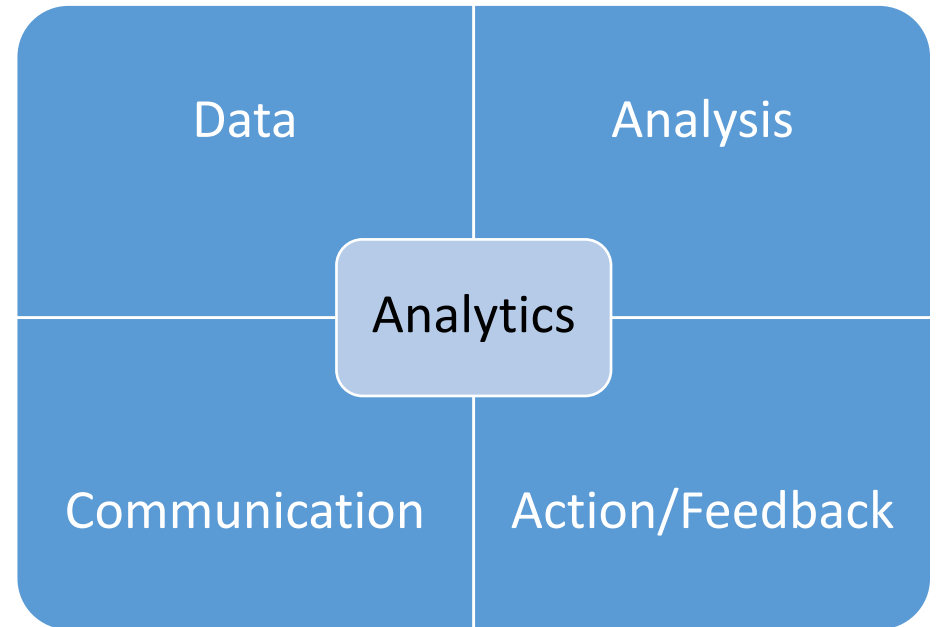 Data
Analysis
Analytics
Communication
Action/Feedback